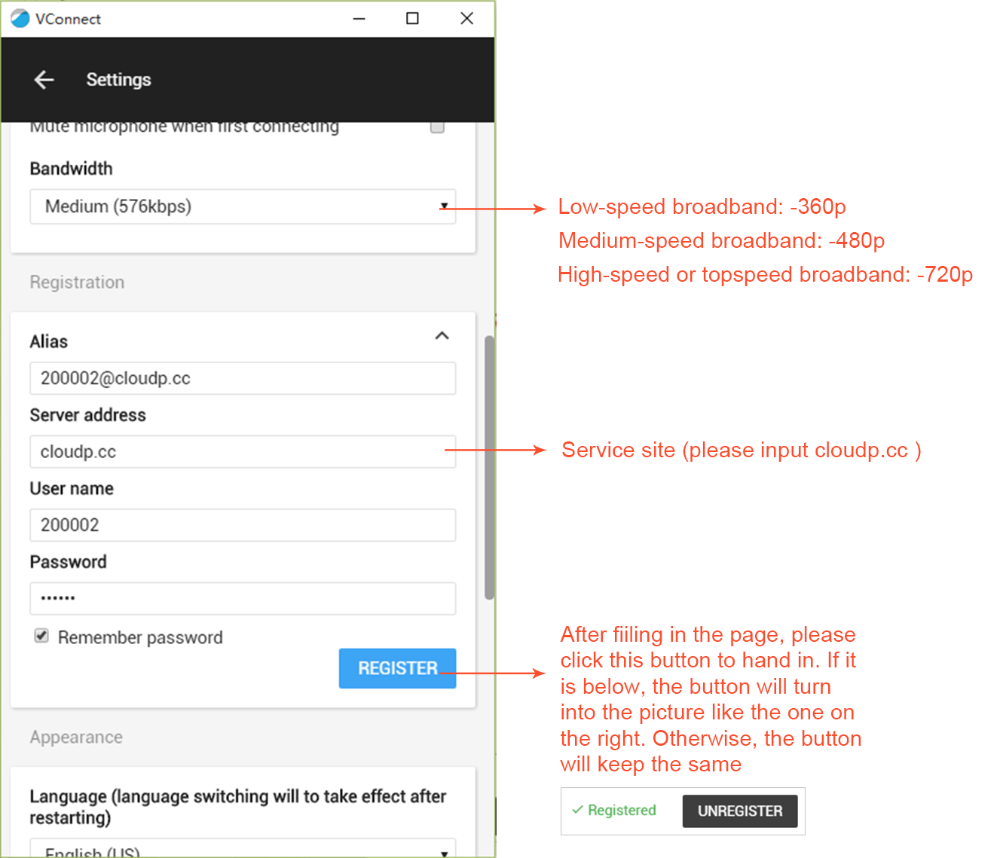 VConnect
Settings
Mute microphone when first connecting
Bandwidth
Medium (576kbps)
Low-speed broadband: -360p
Medium-speed broadband: -480p
High-speed or topspeed broadband: -720p
Registration
Alias
200002@cloudp.cc
Server address
cloudp.cc
Service site (please input cloudp.cc )
User name
200002
Password
••••••
Remember password
REGISTER
After fiiling in the page, please
click this button to hand in. If it
is below, the button will turn
into the picture like the one on
the right. Otherwise, the button
will keep the same
Registered
UNREGISTER
Appearance
Language (language switching will to take effect after
restarting)
English (US)